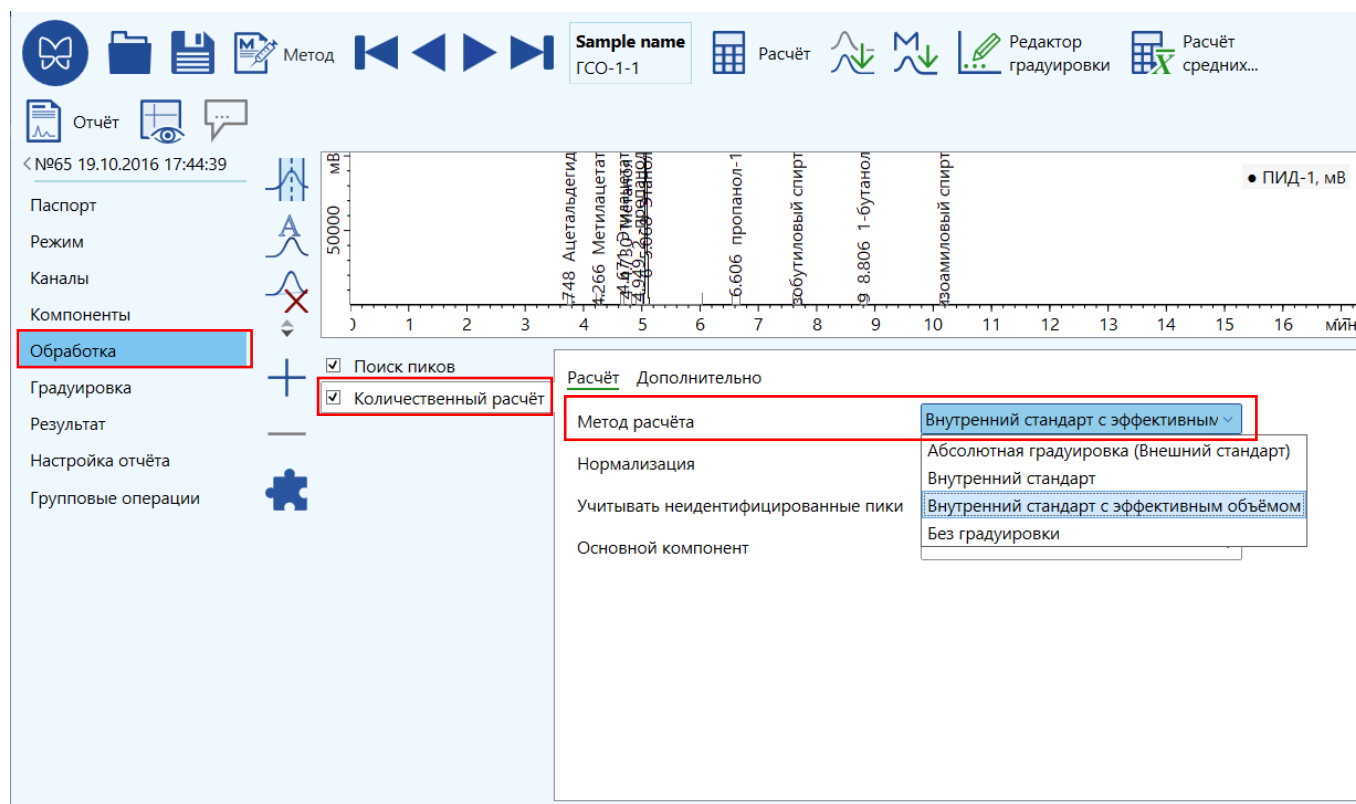 Метод
Sample name
ГСО-1-1
Расчёт
Редактор
градуировки
Расчёт
средних...
Отчёт
№65 19.10.2016 17:44:39
Паспорт
Режим
Каналы
Компоненты
Обработка
Градуировка
Результат
Настройка отчёта
Групповые операции
мВ
50000
.748 Ацетальдегид
4.266 Метилацетат
6.606 пропанол-1
зобутиловый спирт
9 8.806 1-бутанол
изоамиловый спирт
• ПИД-1, мВ
1 2 3 4 5 6 7 8 9 10 11 12 13 14 15 16 мин
Поиск пиков
Количественный расчёт
Расчёт Дополнительно
Метод расчёта
Внутренний стандарт с эффективным
Абсолютная градуировка (Внешний стандарт)
Нормализация
Внутренний стандарт
Учитывать неидентифицированные пики
Внутренний стандарт с эффективным объёмом
Без градуировки
Основной компонент